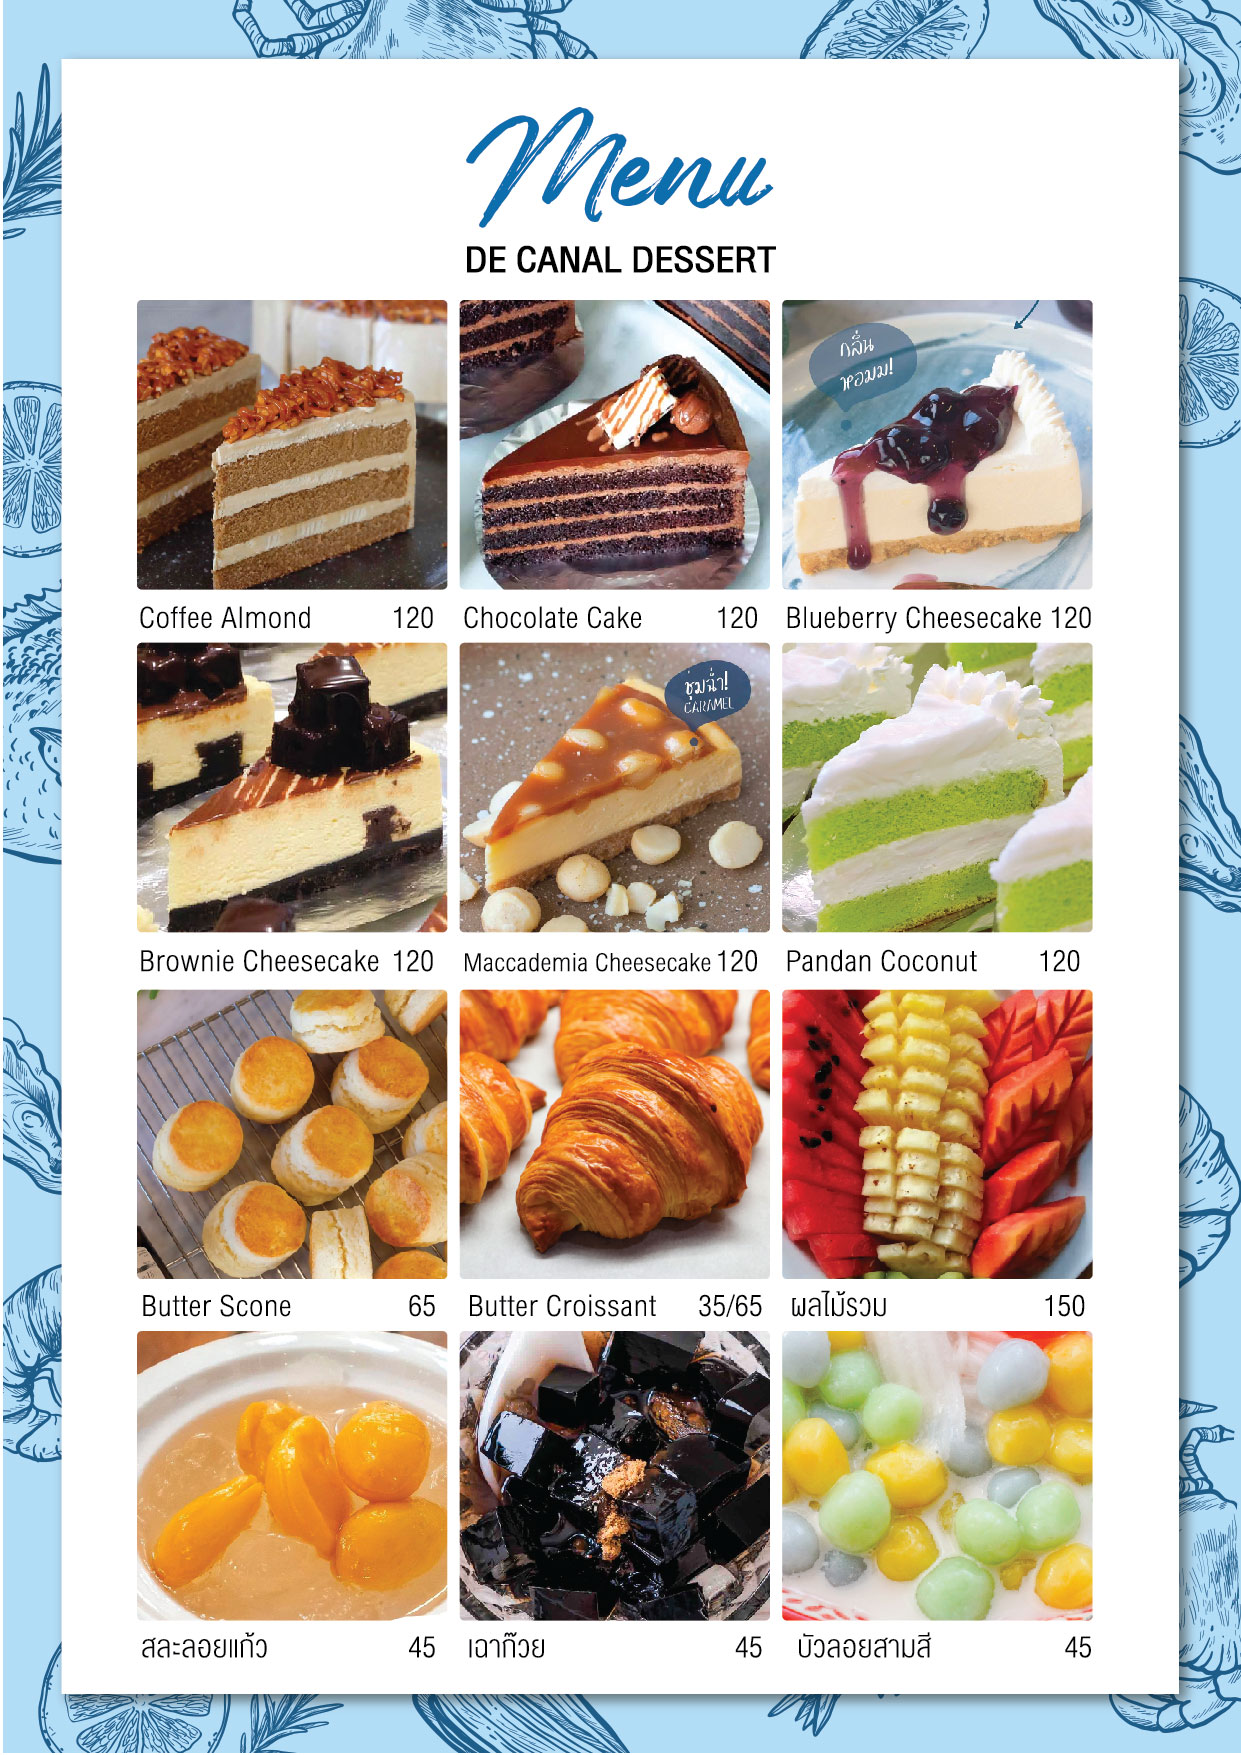 Menu
DE CANAL DESSERT
กลิ่น
หอมม!
Coffee Almond 120
Chocolate Cake 120
Blueberry Cheesecake 120
ชุ่มฉ่ำ!
CARAMEL
Brownie Cheesecake 120
Maccademia Cheesecake 120
Pandan Coconut 120
Butter Scone 65
Butter Croissant 35/65
ผลไม้รวม 150
สละลอยแก้ว 45
เฉาก๊วย 45
บัวลอยสามสี 45